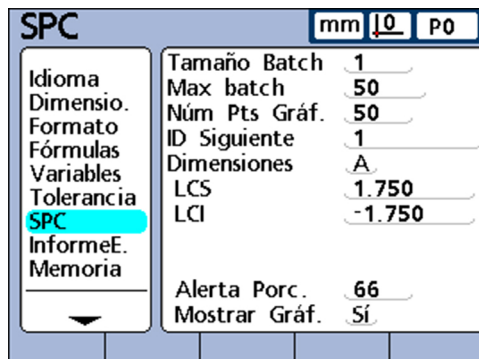 SPC
mm 0 P0
Idioma
Dimensio.
Formato
Fórmulas
Variables
Tolerancia
SPC
InformeE.
Memoria
Tamaño Batch 1
Max batch 50
Núm Pts Gráf. 50
ID Siguiente 1
Dimensiones A
LCS 1.750
LCI -1.750
Alerta Porc. 66
Mostrar Gráf. Sí